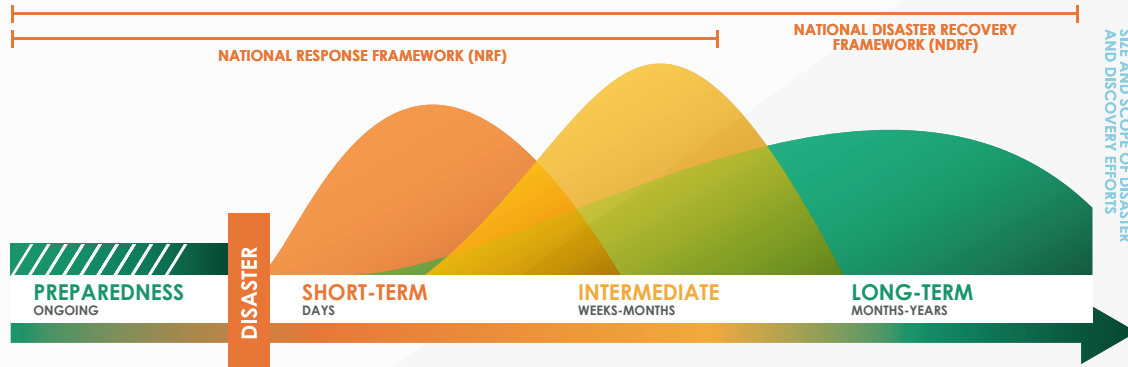 NATIONAL DISASTER RECOVERY
FRAMEWORK (NDRF)
NATIONAL RESPONSE FRAMEWORK (NRF)
SIZE AND SCOPE OF DISASTER
AND DISCOVERY EFFORTS
DISASTER
PREPAREDNESS
ONGOING
SHORT-TERM
DAYS
INTERMEDIATE
WEEKS-MONTHS
LONG-TERM
MONTHS-YEARS